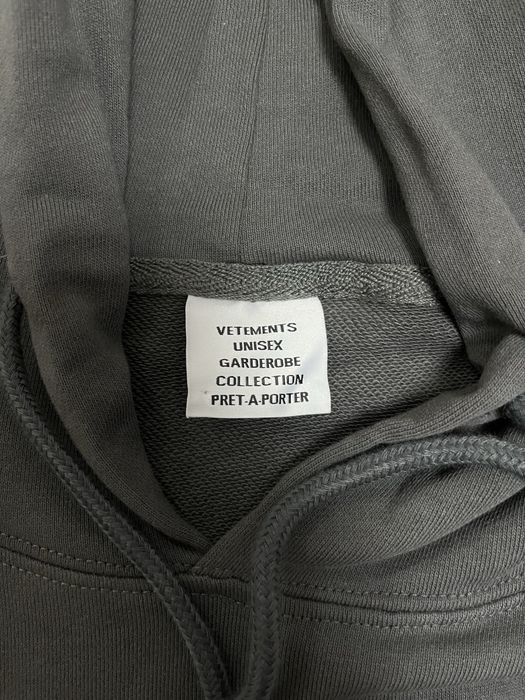 VETEMENTS
UNISEX
GARDEROBE
COLLECTION
PRET-A-PORTER